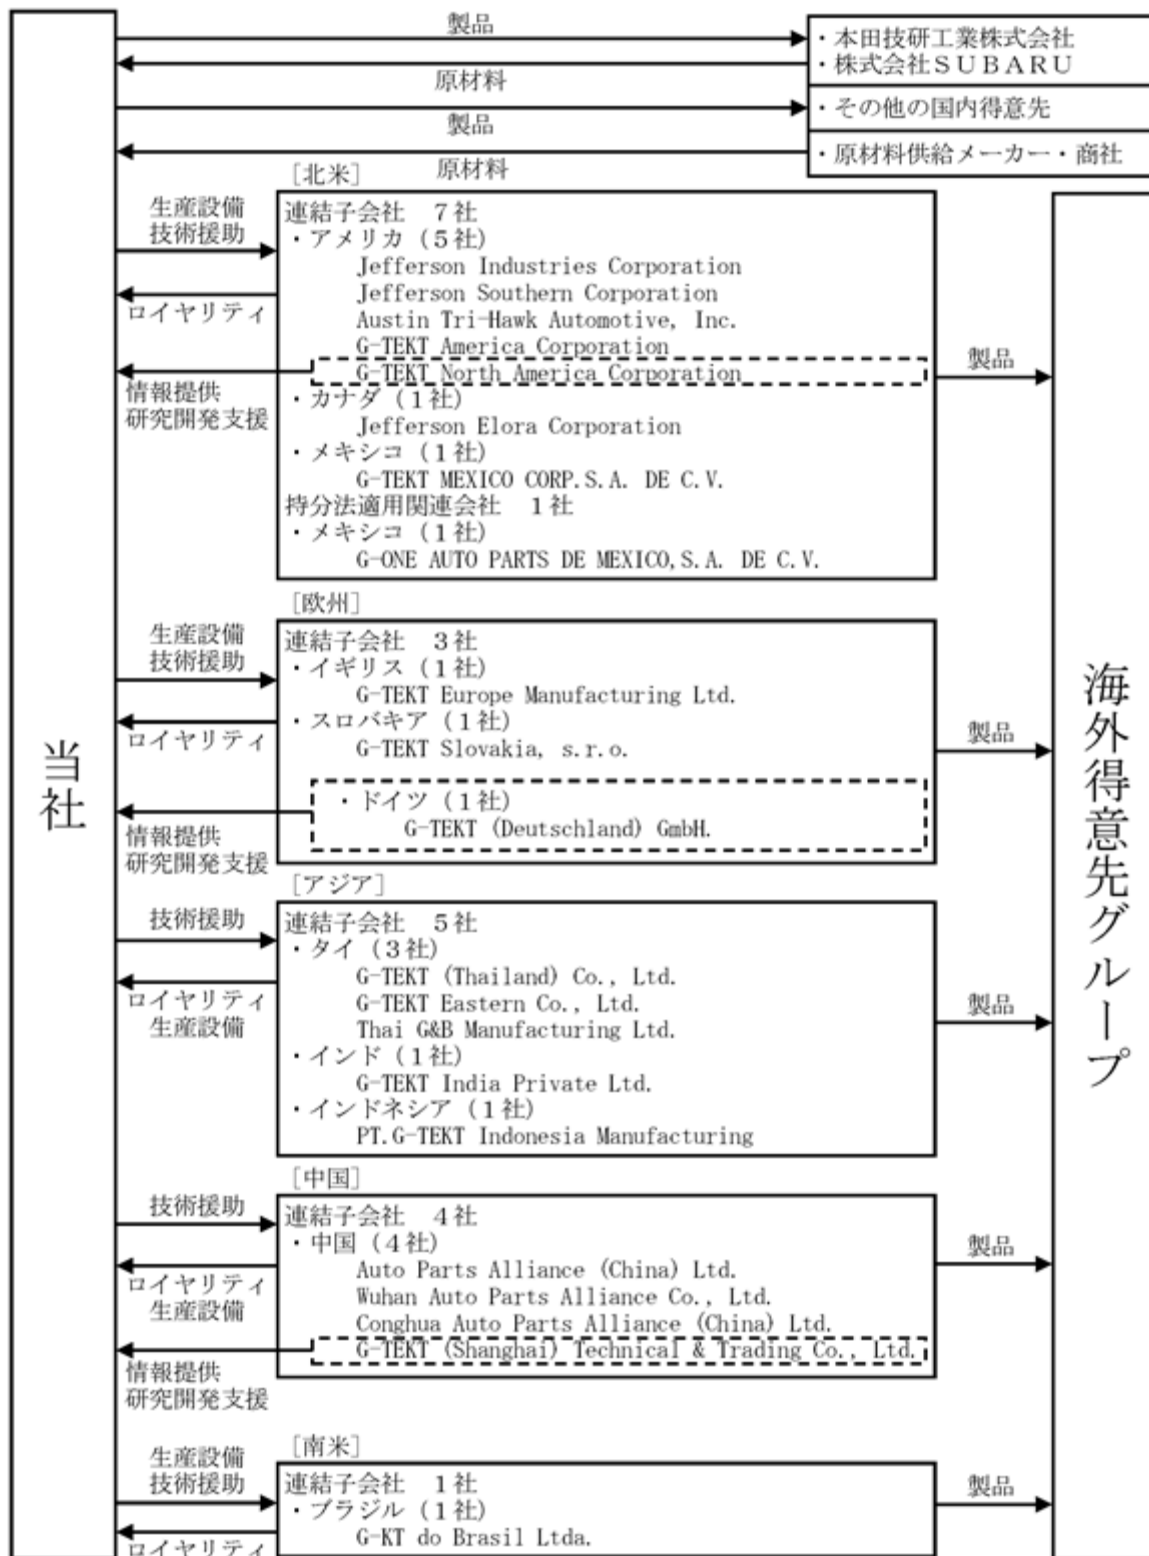 製品
・本田技研工業株式会社
・株式会社ＳＵＢＡＲＵ
原材料
・その他の国内得意先
製品
・原材料供給メーカー・商社
原材料
当社
海外得意先グループ
［北米］
生産設備
技術援助
ロイヤリティ
情報提供
研究開発支援
連結子会社　７社
・アメリカ（５社）
Jefferson Industries Corporation
Jefferson Southern Corporation
Austin Tri-Hawk Automotive, Inc.
G-TEKT America Corporation
G-TEKT North America Corporation
・カナダ（１社）
Jefferson Elora Corporation
・メキシコ（１社）
G-TEKT MEXICO CORP.S.A. DE C.V.
持分法適用関連会社　１社
・メキシコ（１社）
G-ONE AUTO PARTS DE MEXICO,S.A. DE C.V.
製品
［欧州］
生産設備
技術援助
ロイヤリティ
情報提供
研究開発支援
連結子会社　３社
・イギリス（１社）
G-TEKT Europe Manufacturing Ltd.
・スロバキア（１社）
G-TEKT Slovakia, s.r.o.
・ドイツ（１社）
G-TEKT (Deutschland) GmbH.
製品
［アジア］
技術援助
ロイヤリティ
生産設備
連結子会社　５社
・タイ（３社）
G-TEKT (Thailand) Co., Ltd.
G-TEKT Eastern Co., Ltd.
Thai G&B Manufacturing Ltd.
・インド（１社）
G-TEKT India Private Ltd.
・インドネシア（１社）
PT.G-TEKT Indonesia Manufacturing
製品
［中国］
技術援助
ロイヤリティ
生産設備
情報提供
研究開発支援
連結子会社　４社
・中国（４社）
Auto Parts Alliance (China) Ltd.
Wuhan Auto Parts Alliance Co., Ltd.
Conghua Auto Parts Alliance (China) Ltd.
G-TEKT (Shanghai) Technical & Trading Co., Ltd.
製品
［南米］
生産設備
技術援助
ロイヤリティ
連結子会社　１社
・ブラジル（１社）
G-KT do Brasil Ltda.
製品